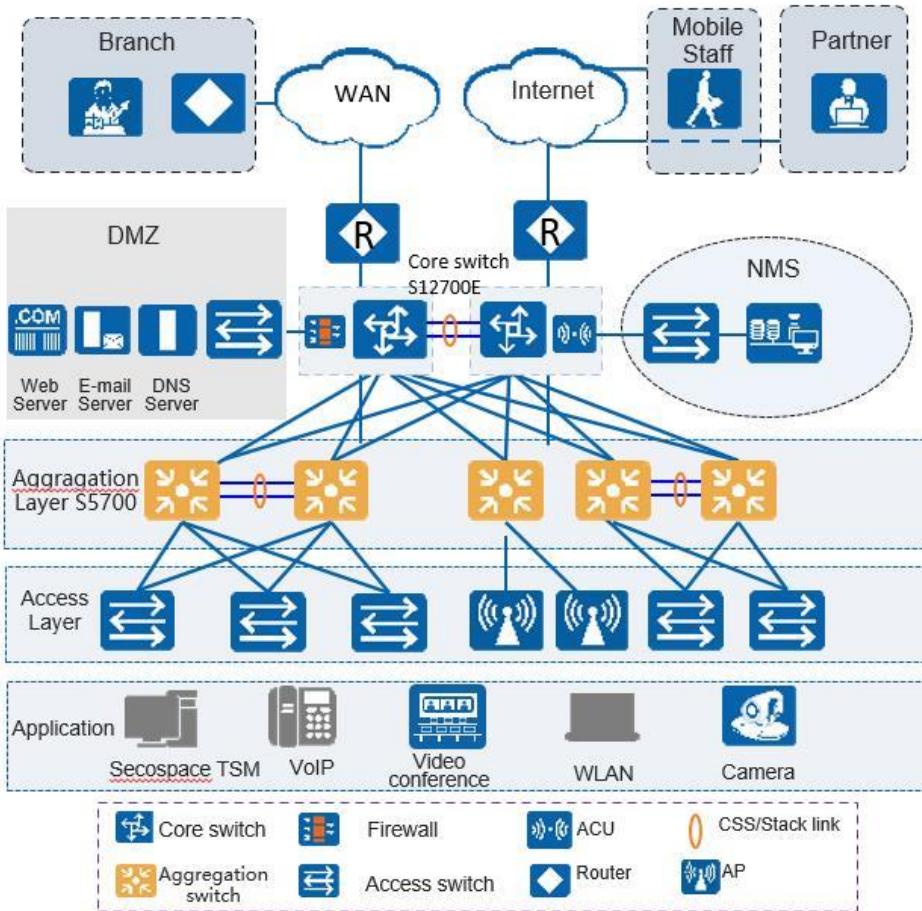 Branch
WAN
Internet
Mobile
Staff
Partner
DMZ
R
R
Core switch
S12700E
NMS
.COM
Web
Server
E-mail
Server
DNS
Server
Aggragation
Layer S5700
Access
Layer
Application
Secospace TSM
VoIP
Video
conference
WLAN
Camera
Core switch
Firewall
ACU
CSS/Stack link
Aggregation
switch
Access switch
Router
AP